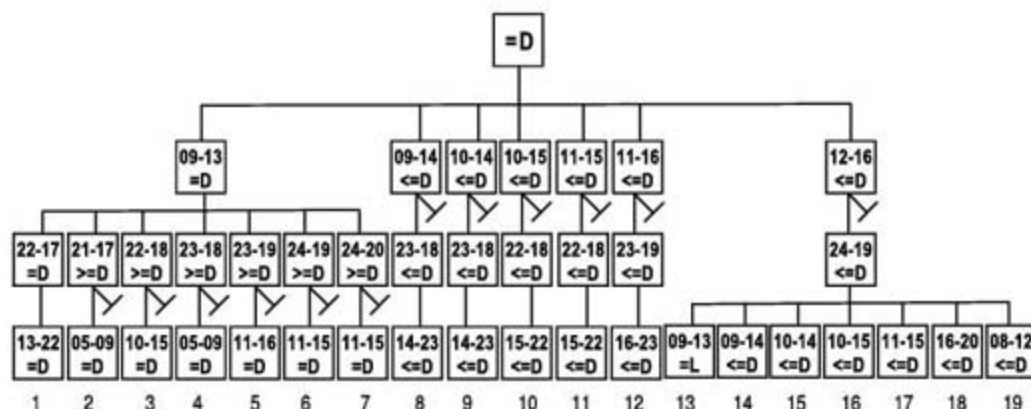 =D
09-13 09-14 10-14 10-15 11-15 11-16 12-16
=D <=D <=D <=D <=D <=D <=D
22-17 21-17 22-18 23-18 23-19 24-19 24-20 23-18 23-18 22-18 22-18 23-19 24-19
=D >=D >=D >=D >=D >=D >=D <=D <=D <=D <=D <=D <=D
13-22 05-09 10-15 05-09 11-16 11-15 11-15 14-23 14-23 15-22 15-22 16-23 09-13 09-14 10-14 10-15 11-15 16-20 08-12
=D =D =D =D =D =D =D <=D <=D <=D <=D <=D =L <=D <=D <=D <=D <=D <=D
1 2 3 4 5 6 7 8 9 10 11 12 13 14 15 16 17 18 19